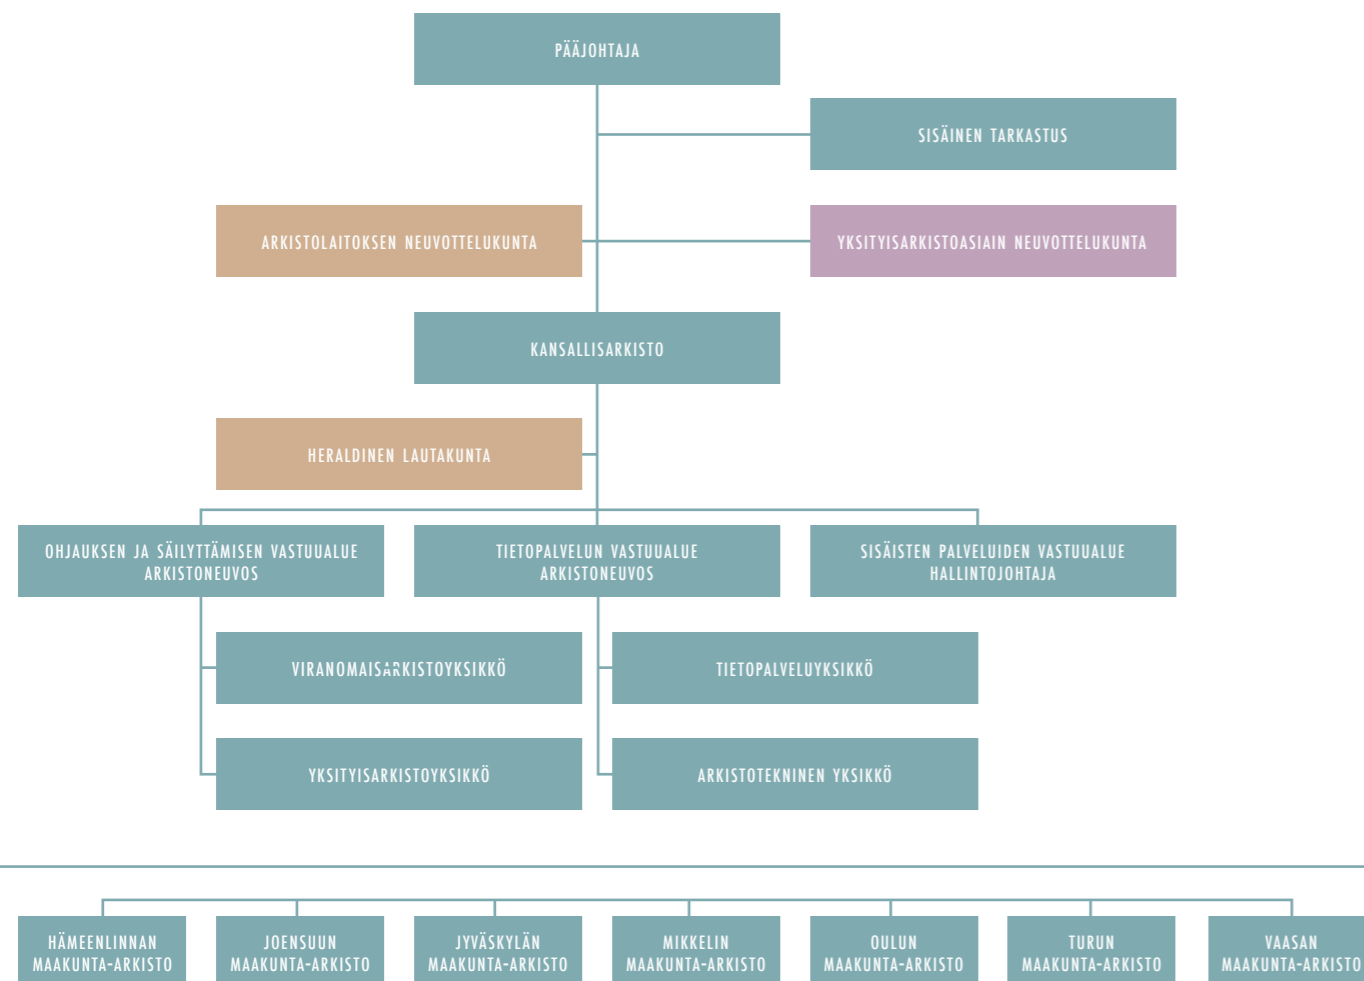 PÄÄJOHTAJA
SISÄINEN TARKASTUS
ARKISTOLAITOKSEN NEUVOTTELUKUNTA
YKSITYISARKISTOASIAIN NEUVOTTELUKUNTA
KANSALLISARKISTO
HERALDINEN LAUTAKUNTA
OHJAUKSEN JA SÄILYTTÄMISEN VASTUUALUE
ARKISTONEUVOS
TIETOPALVELUN VASTUUALUE
ARKISTONEUVOS
SISÄISTEN PALVELUIDEN VASTUUALUE
HALLINTOJOHTAJA
VIRANOMAISARKISTOYKSIKKÖ
TIETOPALVELUYKSIKKÖ
YKSITYISARKISTOYKSIKKÖ
ARKISTOTEKNINEN YKSIKKÖ
HÄMEENLINNAN
MAAKUNTA-ARKISTO
JOENSUUN
MAAKUNTA-ARKISTO
JYVÄSKYLÄN
MAAKUNTA-ARKISTO
MIKKELIN
MAAKUNTA-ARKISTO
OULUN
MAAKUNTA-ARKISTO
TURUN
MAAKUNTA-ARKISTO
VAASAN
MAAKUNTA-ARKISTO